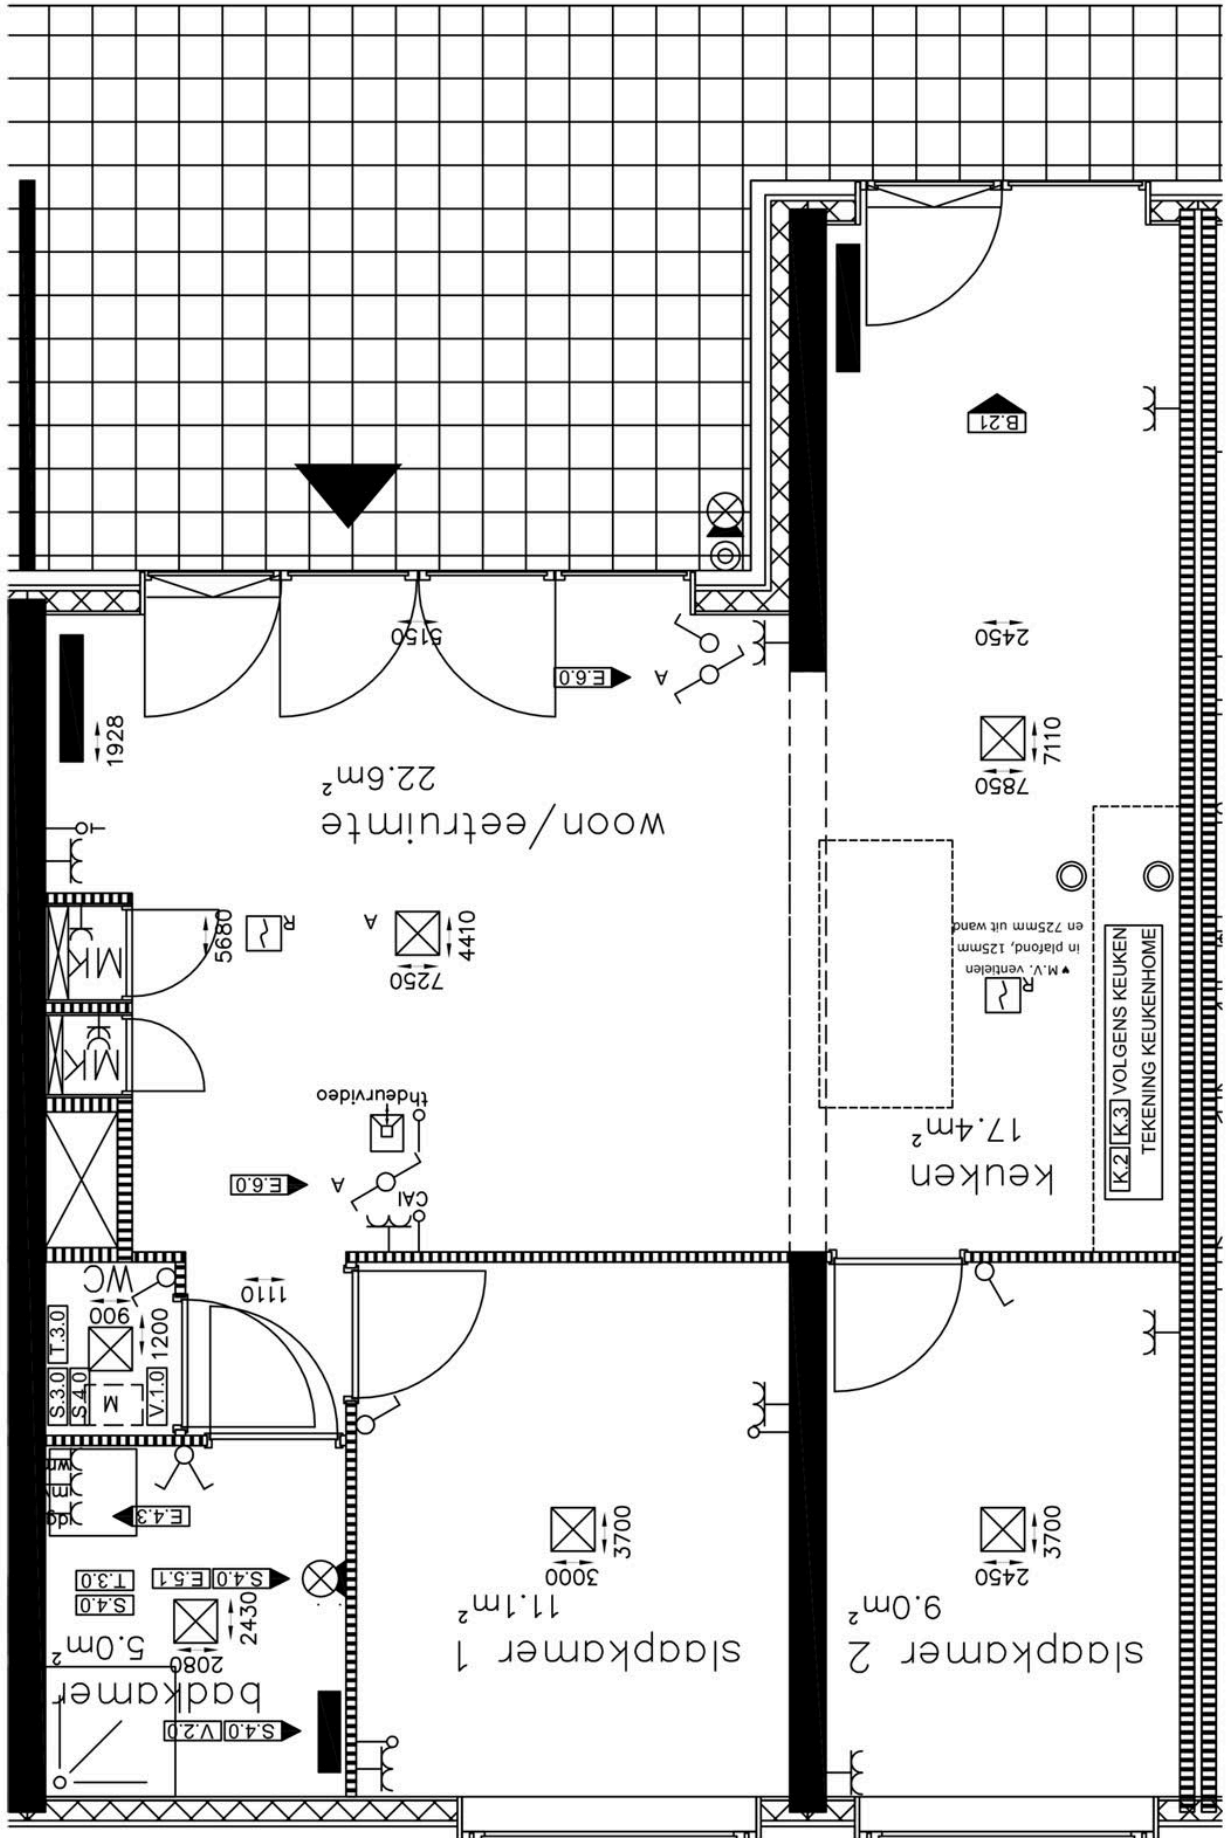 B.21
5150
2450
E.6.0
A
1928
22.6m²
woon/eetruimte
7850
7110
T
MK
5680
R
A
7250
4410
en 725mm uit wand
in plafond, 125mm
M.V. ventielen
R
MK
K.2 K.3 VOLGENS KEUKEN
TEKENING KEUKENHOME
thdeurvideo
17.4m²
keuken
E.6.0
A
CAI
WC
900
1200
1110
T.3.0
S.3.0
S.4.0
M
V.1.0
wm
dg
E.4.3
3000
3700
2450
3700
T.3.0
S.4.0
S.4.0 E.5.1
2430
2080
5.0m²
badkamer
11.1m²
slaapkamer 1
9.0m²
slaapkamer 2
S.4.0 V.2.0